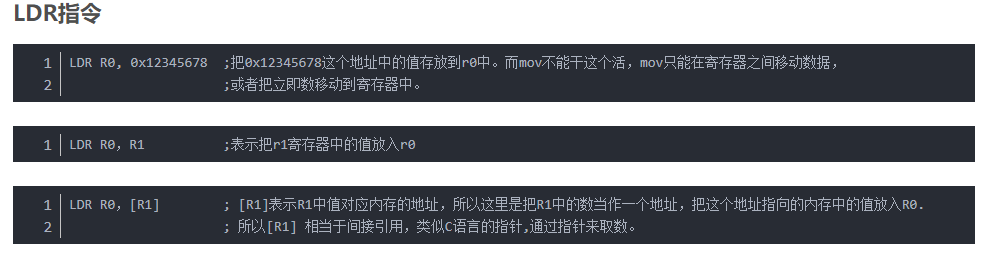 LDR指令
1 LDR R0, 0x12345678  ;把0x12345678这个地址中的值存放到r0中。而mov不能干这个活，mov只能在寄存器之间移动数据，
2                     ;或者把立即数移动到寄存器中。
1 LDR R0，R1          ;表示把r1寄存器中的值放入r0
1 LDR R0，[R1]        ; [R1]表示R1中值对应内存的地址，所以这里是把R1中的数当作一个地址，把这个地址指向的内存中的值放入R0.
2                     ; 所以[R1] 相当于间接引用，类似C语言的指针,通过指针来取数。